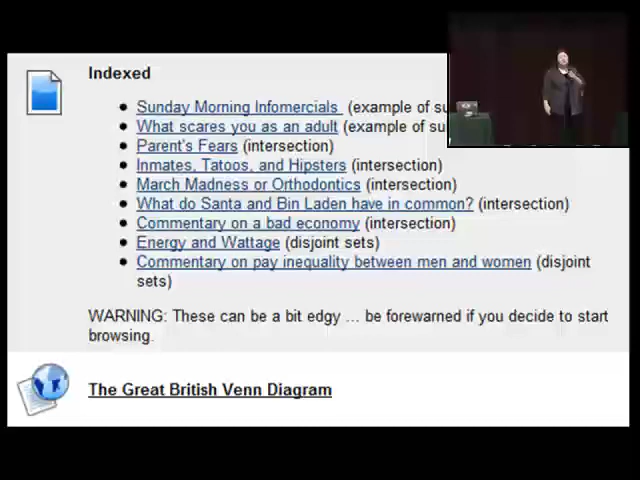 Indexed
Sunday Morning Infomercials (example of su
What scares you as an adult (example of su
Parent's Fears (intersection)
Inmates, Tatoos, and Hipsters (intersection)
March Madness or Orthodontics (intersection)
What do Santa and Bin Laden have in common? (intersection)
Commentary on a bad economy (intersection)
Energy and Wattage (disjoint sets)
Commentary on pay inequality between men and women (disjoint
sets)
WARNING: These can be a bit edgy ... be forewarned if you decide to start
browsing.
The Great British Venn Diagram